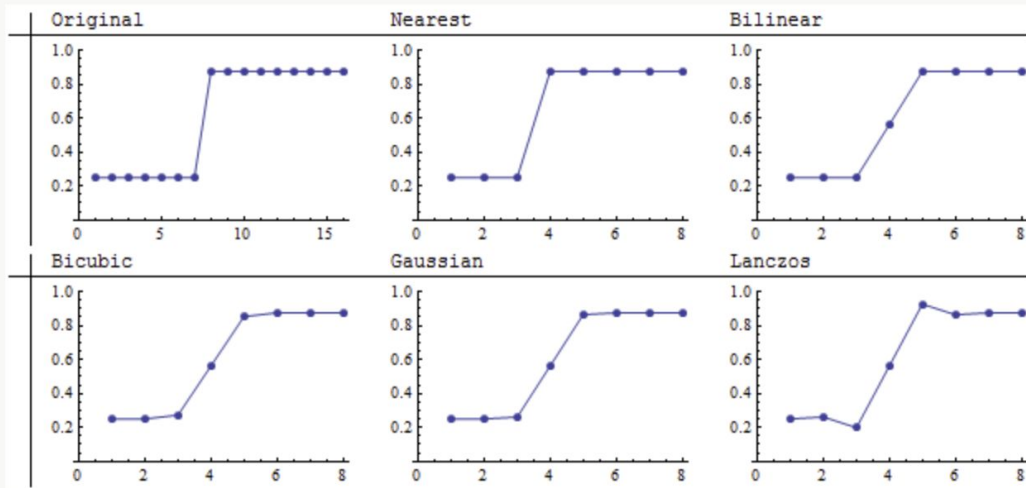 Original Nearest Bilinear
1.0 1.0 1.0
0.8 0.8 0.8
0.6 0.6 0.6
0.4 0.4 0.4
0.2 0.2 0.2
0 5 10 15 0 2 4 6 8 0 2 4 6 8
Bicubic Gaussian Lanczos
1.0 1.0 1.0
0.8 0.8 0.8
0.6 0.6 0.6
0.4 0.4 0.4
0.2 0.2 0.2
0 2 4 6 8 0 2 4 6 8 0 2 4 6 8